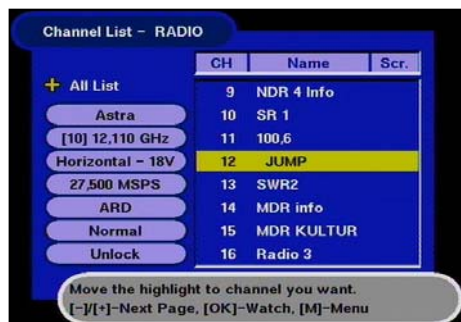 Channel List - RADIO
CH Name Scr.
All List
Astra
[10] 12,110 GHz
Horizontal - 18V
27,500 MSPS
ARD
Normal
Unlock
9 NDR 4 Info
10 SR 1
11 100,6
12 JUMP
13 SWR2
14 MDR info
15 MDR KULTUR
16 Radio 3
Move the highlight to channel you want.
[-]/[+]-Next Page, [OK]-Watch, [M]-Menu